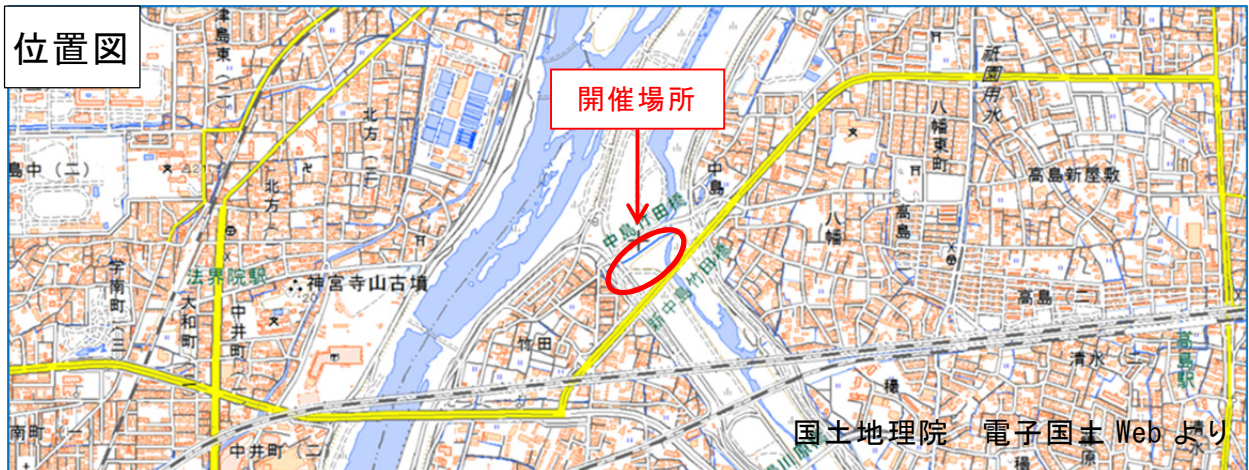 位置図
開催場所
津島東(二)
北方(三)
北方
島中(二)
学南町(三)
法界院駅
大和町
中井町
神宮寺山古墳
中井町(二
南町(一
竹田
中島竹田橋
新中島竹田橋
中島
八幡
八幡東町
祇園用水
高島新屋敷
高島
高島(二)
清水(二
高島駅
国土地理院 電子国土 Web より